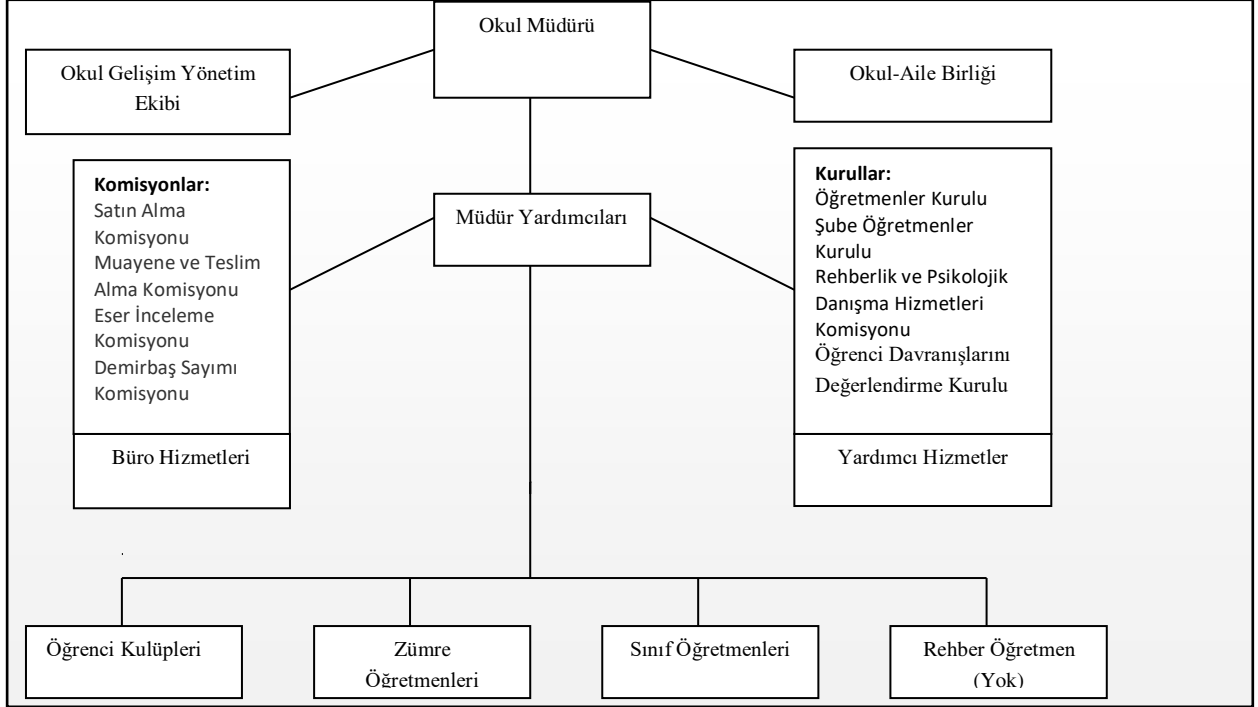 Okul Müdürü
Okul Gelişim Yönetim
Ekibi
Okul-Aile Birliği
Komisyonlar:
Satın Alma
Komisyonu
Muayene ve Teslim
Alma Komisyonu
Eser İnceleme
Komisyonu
Demirbaş Sayımı
Komisyonu
Müdür Yardımcıları
Kurullar:
Öğretmenler Kurulu
Şube Öğretmenler
Kurulu
Rehberlik ve Psikolojik
Danışma Hizmetleri
Komisyonu
Öğrenci Davranışlarını
Değerlendirme Kurulu
Büro Hizmetleri
Yardımcı Hizmetler
Öğrenci Kulüpleri
Zümre
Öğretmenleri
Sınıf Öğretmenleri
Rehber Öğretmen
(Yok)